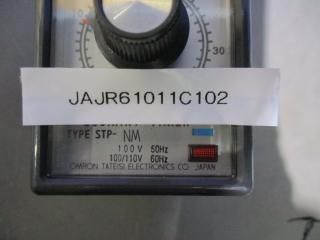 30
JAJR61011C102
TYPE STP-NM
100V 50Hz
100/110V 60Hz
OMRON TATEISI ELECTRONICS CO. JAPAN